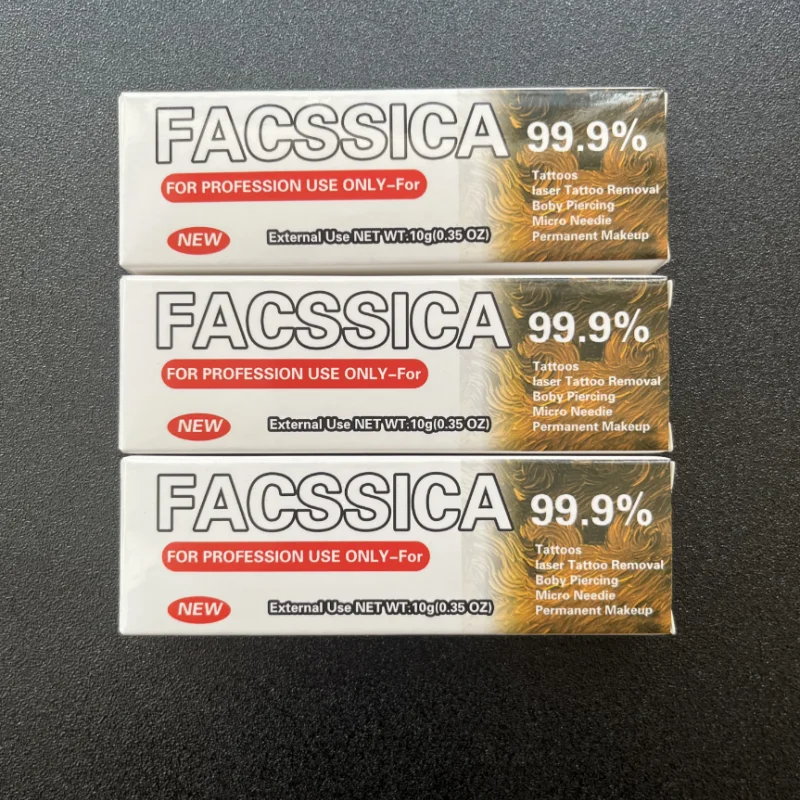 FACSSICA
99.9%
FOR PROFESSION USE ONLY-For
Tattoos
laser Tattoo Removal
Boby Piercing
Micro Needie
Permanent Makeup
NEW
External Use NET WT.10g(0.35 OZ)
FACSSICA
99.9%
FOR PROFESSION USE ONLY-For
Tattoos
laser Tattoo Removal
Boby Piercing
Micro Needie
Permanent Makeup
NEW
External Use NET WT.10g(0.35 OZ)
FACSSICA
99.9%
FOR PROFESSION USE ONLY-For
Tattoos
laser Tattoo Removal
Boby Piercing
Micro Needie
Permanent Makeup
NEW
External Use NET WT.10g(0.35 OZ)